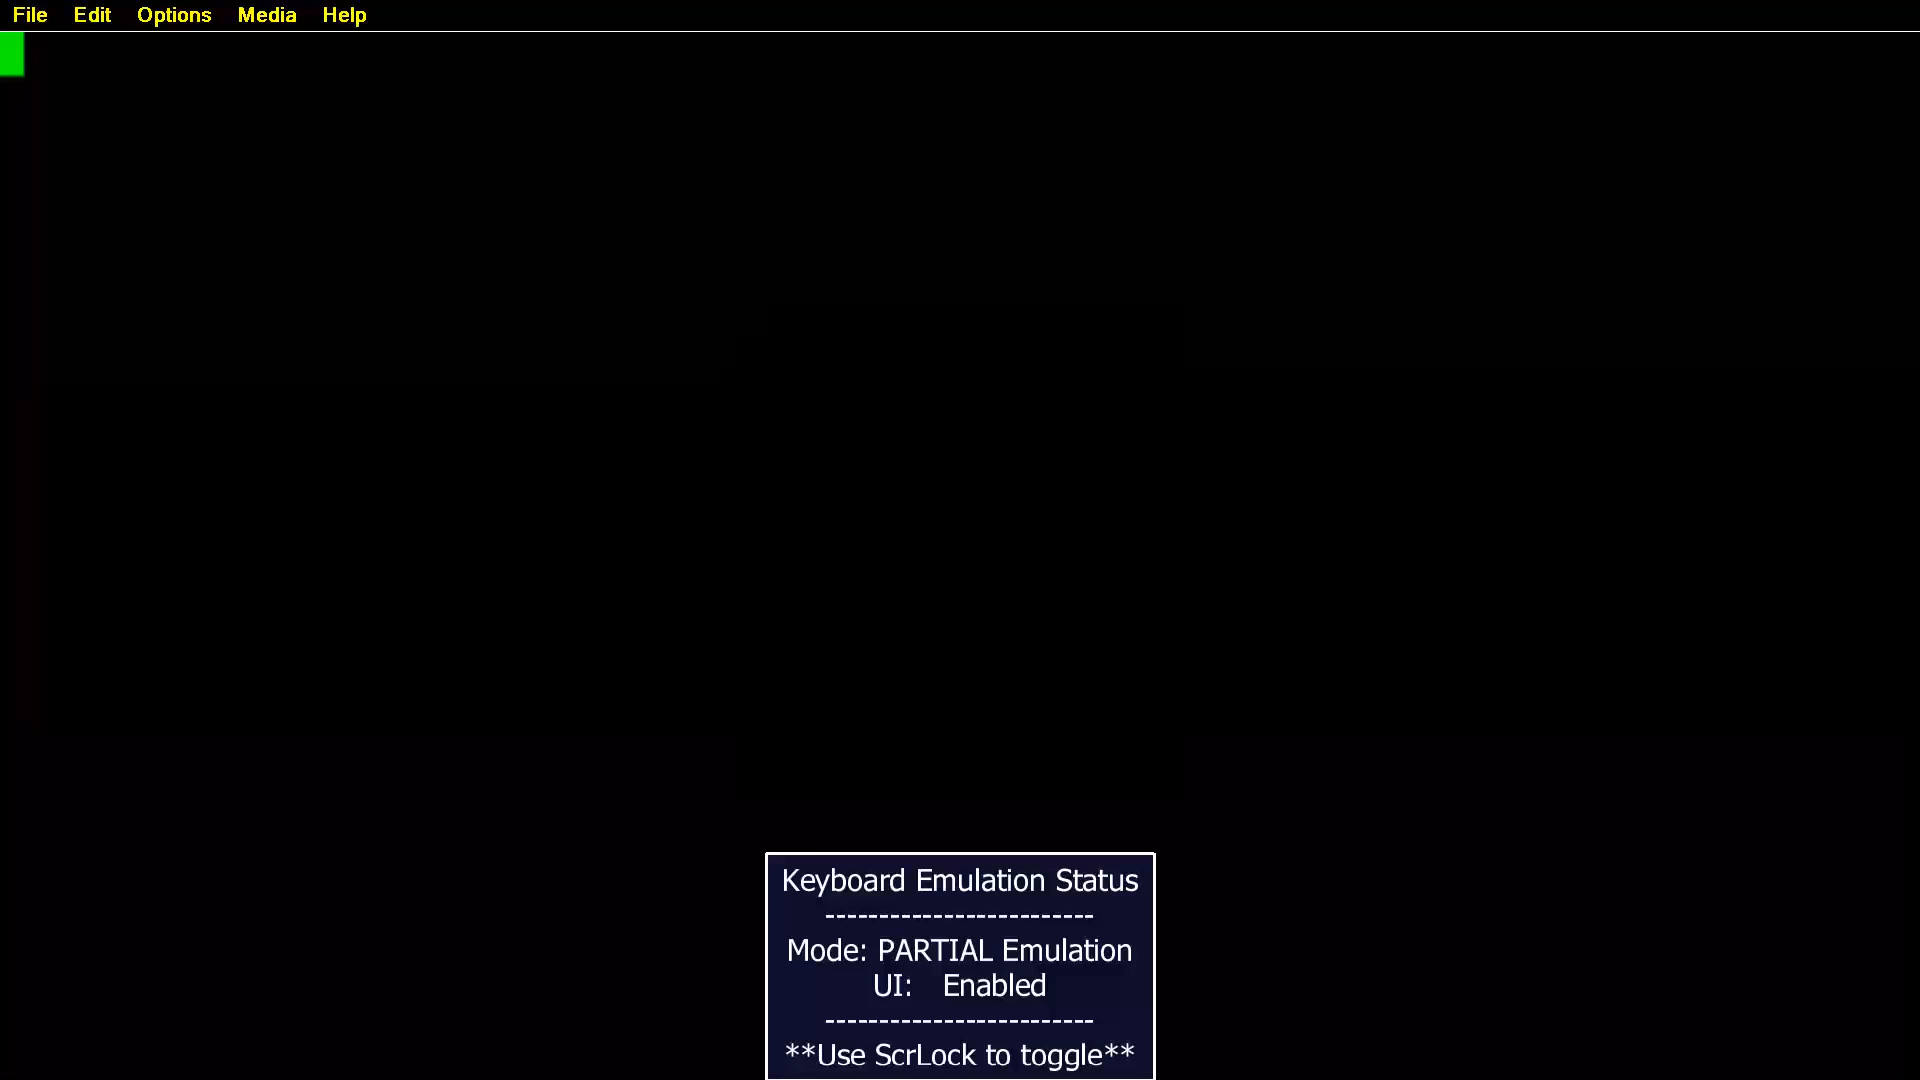 File Edit Options Media Help
Keyboard Emulation Status
-------------------------
Mode: PARTIAL Emulation
UI: Enabled
-------------------------
**Use ScrLock to toggle**